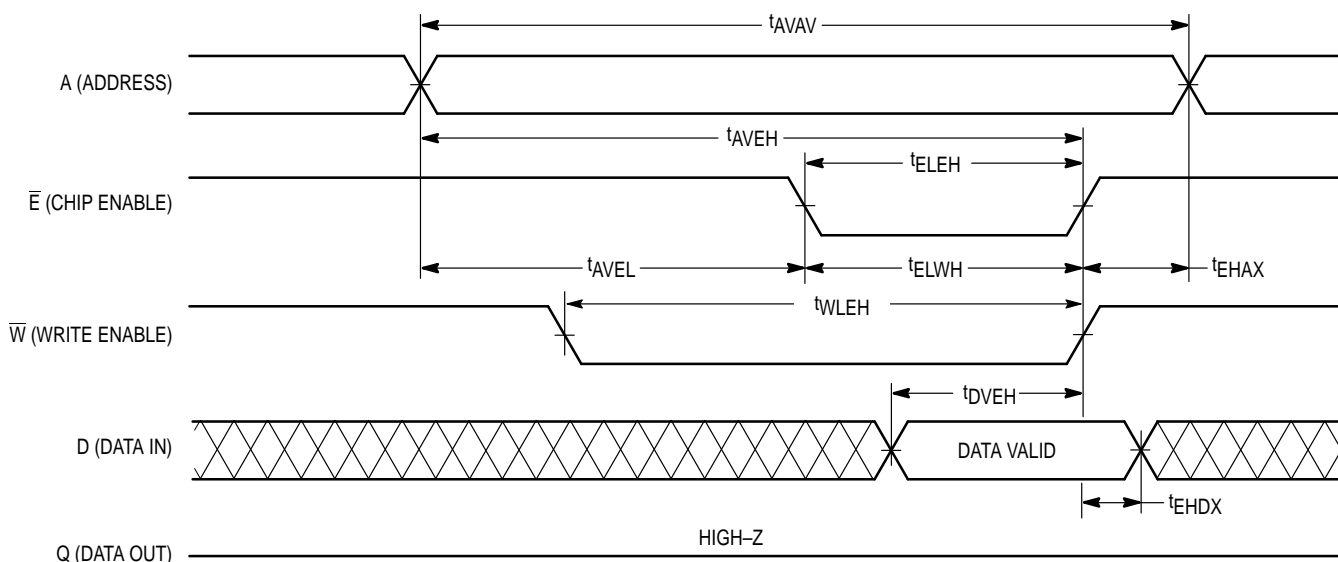 tAVAV
A (ADDRESS)
tAVEH
tELEH
E̅ (CHIP ENABLE)
tAVEL
tELWH
tEHAX
tWLEH
W̅ (WRITE ENABLE)
tDVEH
D (DATA IN)
DATA VALID
tEHDX
HIGH–Z
Q (DATA OUT)